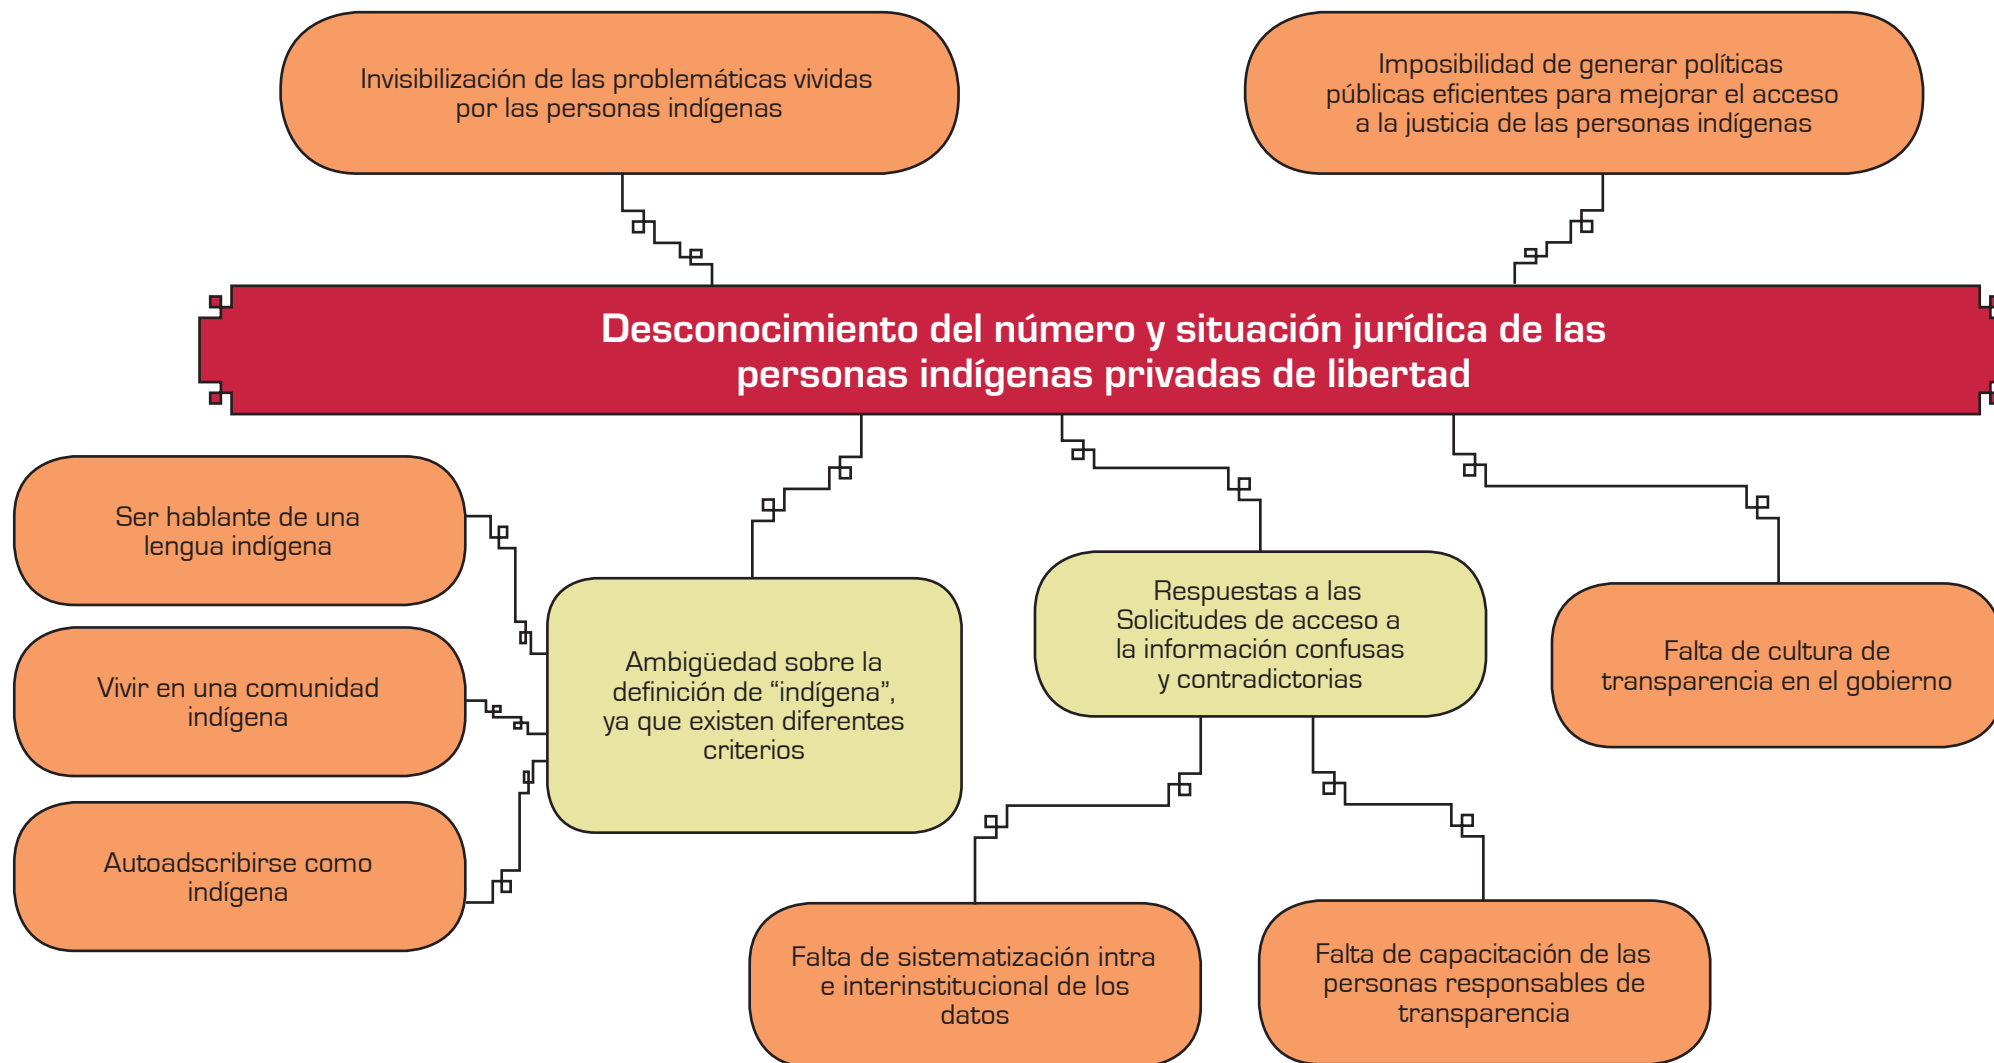 Invisibilización de las problemáticas vividas
por las personas indígenas
Imposibilidad de generar políticas
públicas eficientes para mejorar el acceso
a la justicia de las personas indígenas
Desconocimiento del número y situación jurídica de las
personas indígenas privadas de libertad
Ser hablante de una
lengua indígena
Vivir en una comunidad
indígena
Autoadscribirse como
indígena
Ambigüedad sobre la
definición de “indígena”,
ya que existen diferentes
criterios
Respuestas a las
Solicitudes de acceso a
la información confusas
y contradictorias
Falta de cultura de
transparencia en el gobierno
Falta de sistematización intra
e interinstitucional de los
datos
Falta de capacitación de las
personas responsables de
transparencia